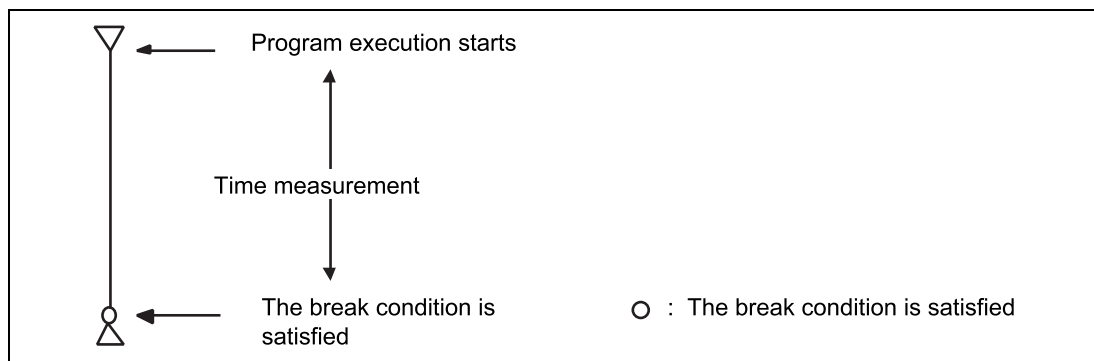 Program execution starts
Time measurement
The break condition is
satisfied
: The break condition is satisfied